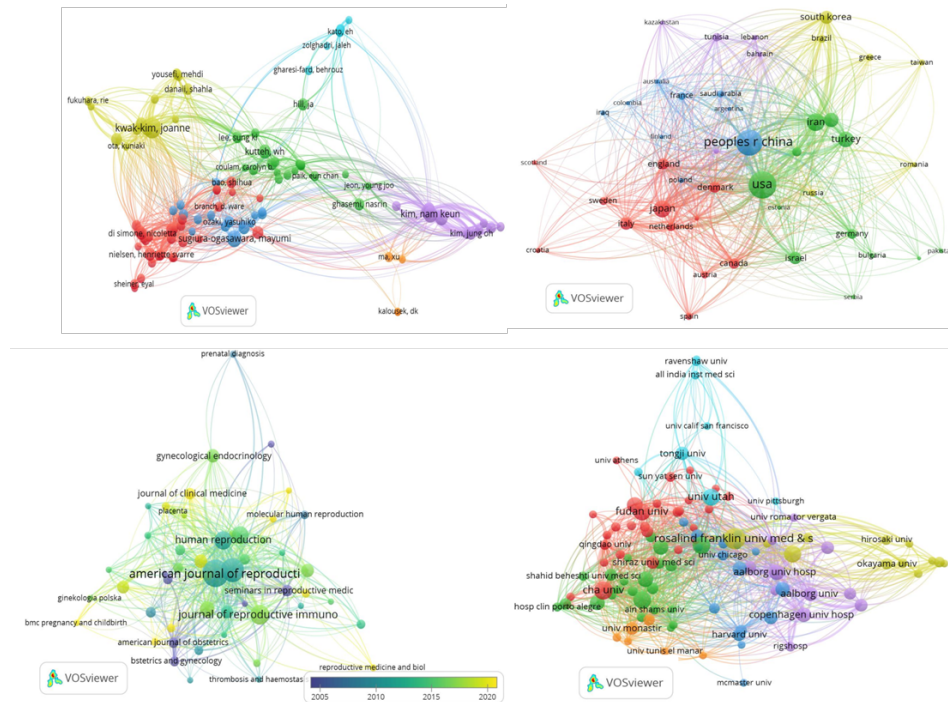 kato, eh
zolghadri, jaleh
gharesi-fard, behrouz
yousefi, mehdi
danaii, shahla
fukuhara, rie
hill, ja
kwak-kim, joanne
lee, sung ki
ota, kuniaki
kutteh, wh
coulam, carolyn b.
paik, eun chan
bao, shihua
jeon, young joo
branch, d. ware
ghasemi, nasrin
kim, nam keun
ozaki, yasuhiko
di simone, nicoletta
sugiura-ogasawara, mayumi
kim, jung oh
nielsen, henriette svarre
ma, xu
sheiner, eyal
kalousek, dk
VOSviewer
south korea
kazakhstan
tunisia
lebanon
brazil
bahrain
greece
taiwan
australia
france
saudi arabia
colombia
argentina
iraq
iran
finland
peoples r china
turkey
scotland
england
romania
poland
denmark
usa
russia
sweden
japan
estonia
italy
netherlands
germany
croatia
canada
israel
bulgaria
austria
serbia
spain
VOSviewer
prenatal diagnosis
gynecological endocrinology
journal of clinical medicine
placenta
molecular human reproduction
human reproduction
american journal of reproducti
seminars in reproductive medic
ginekologia polska
journal of reproductive immuno
bmc pregnancy and childbirth
american journal of obstetrics
bstetrics and gynecology
reproductive medicine and biol
thrombosis and haemostas
VOSviewer
2005
2010
2015
2020
ravenshaw univ
all india inst med sci
univ calif san francisco
tongji univ
univ athens
sun yat sen univ
univ utah
univ pittsburgh
fudan univ
univ roma tor vergata
rosalind franklin univ med & s
hirosaki univ
qingdao univ
univ chicago
shiraz univ med sci
okayama univ
shahid beheshti univ med sci
aalborg univ hosp
cha univ
aalborg univ
hosp clin porto alegre
ain shams univ
copenhagen univ hosp
univ monastir
harvard univ
rigshosp
univ tunis el manar
mcmaster univ
VOSviewer